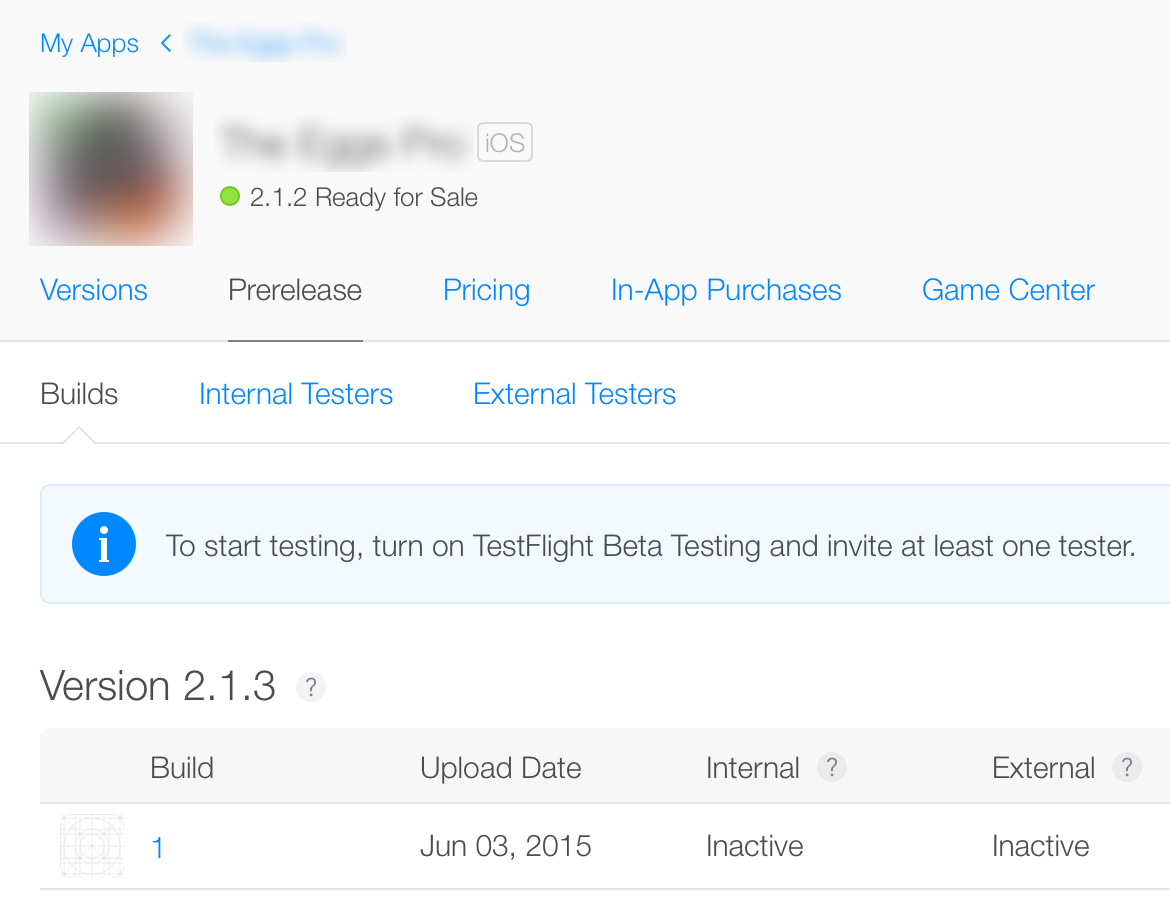 My Apps
iOS
2.1.2 Ready for Sale
Versions Prerelease Pricing In-App Purchases Game Center
Builds Internal Testers External Testers
i To start testing, turn on TestFlight Beta Testing and invite at least one tester.
Version 2.1.3 ?
Build Upload Date Internal ? External ?
1 Jun 03, 2015 Inactive Inactive